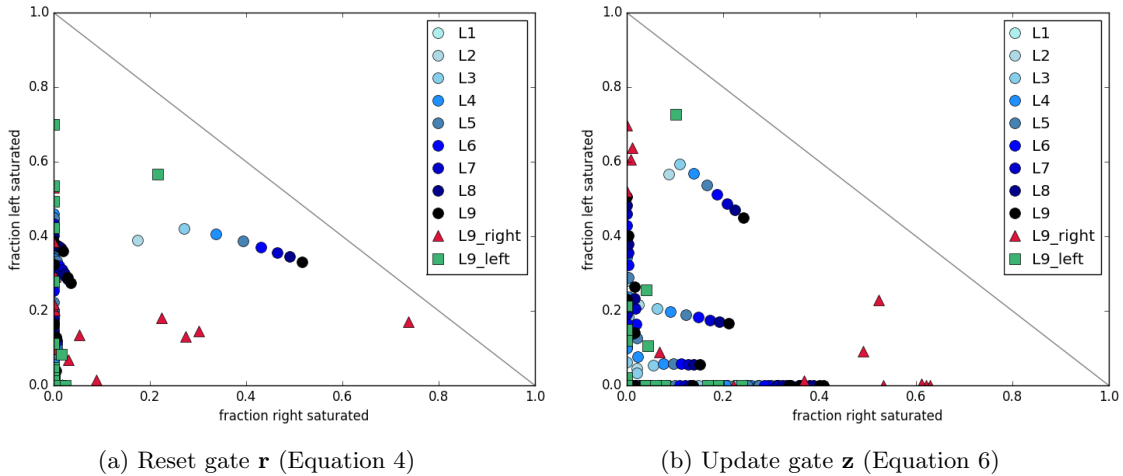 1.0
0.8
0.6
0.4
0.2
0.0
fraction left saturated
0.0 0.2 0.4 0.6 0.8 1.0
fraction right saturated
L1
L2
L3
L4
L5
L6
L7
L8
L9
L9_right
L9_left
(a) Reset gate r (Equation 4)
1.0
0.8
0.6
0.4
0.2
0.0
fraction left saturated
0.0 0.2 0.4 0.6 0.8 1.0
fraction right saturated
L1
L2
L3
L4
L5
L6
L7
L8
L9
L9_right
L9_left
(b) Update gate z (Equation 6)